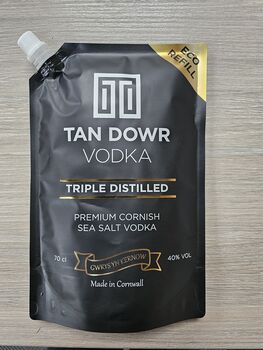 ECO
REFILL
TAN DOWR
VODKA
TRIPLE DISTILLED
PREMIUM CORNISH
SEA SALT VODKA
70 cl
GWRYS YN KERNOW
40% VOL
Made in Cornwall